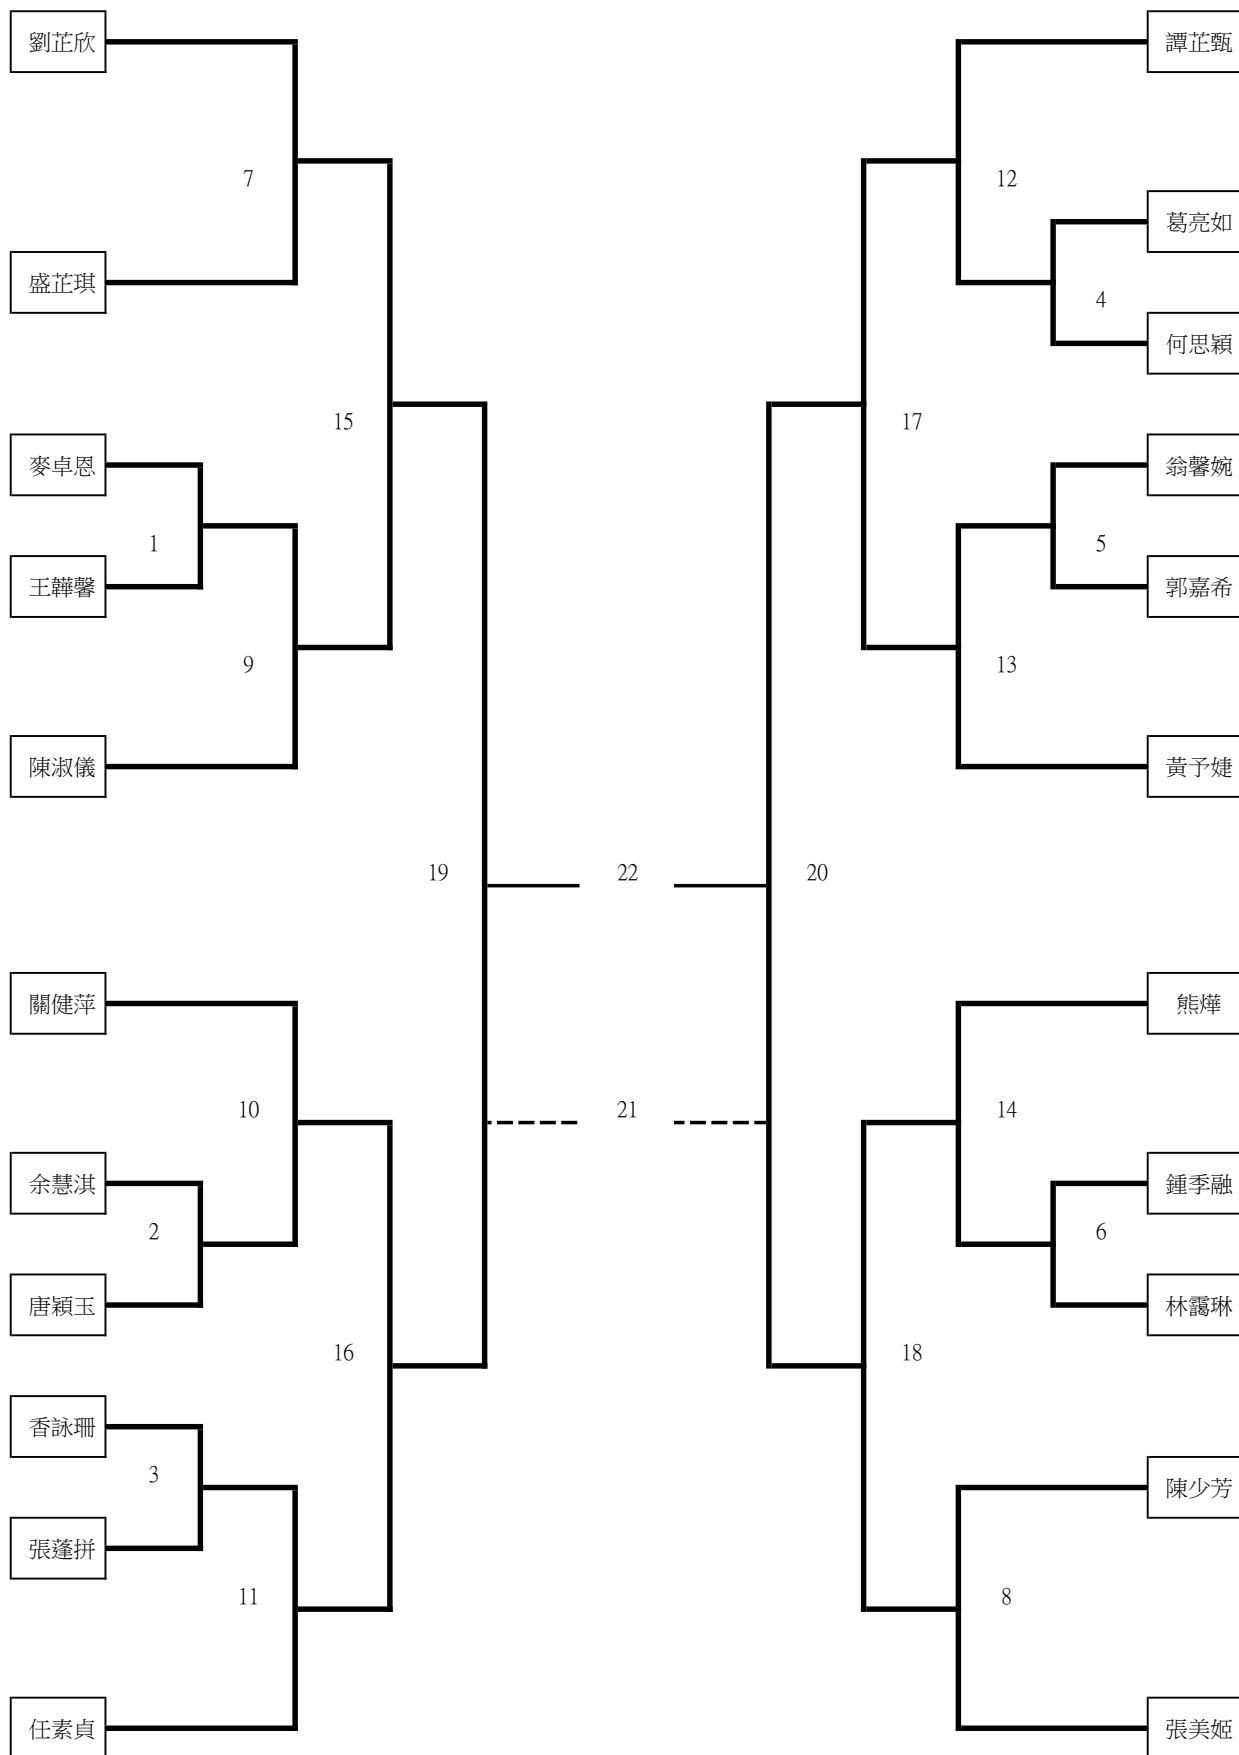 劉芷欣
譚芷甄
7
12
葛亮如
盛芷琪
4
何思穎
15
17
麥卓恩
翁馨婉
1
5
王韡馨
郭嘉希
9
13
陳淑儀
黃予婕
19
22
20
關健萍
熊燁
10
21
14
余慧淇
鍾季融
2
6
唐穎玉
林靄琳
16
18
香詠珊
3
陳少芳
張蓬拼
11
8
任素貞
張美姬